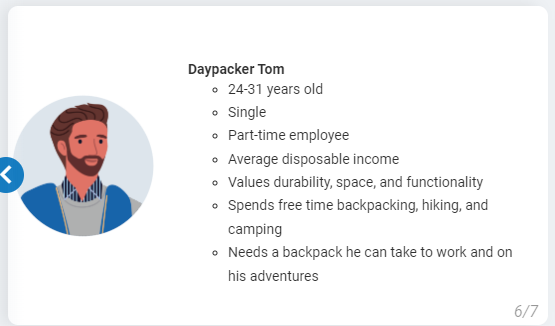 Daypacker Tom
24-31 years old
Single
Part-time employee
Average disposable income
Values durability, space, and functionality
Spends free time backpacking, hiking, and
camping
Needs a backpack he can take to work and on
his adventures
6/7